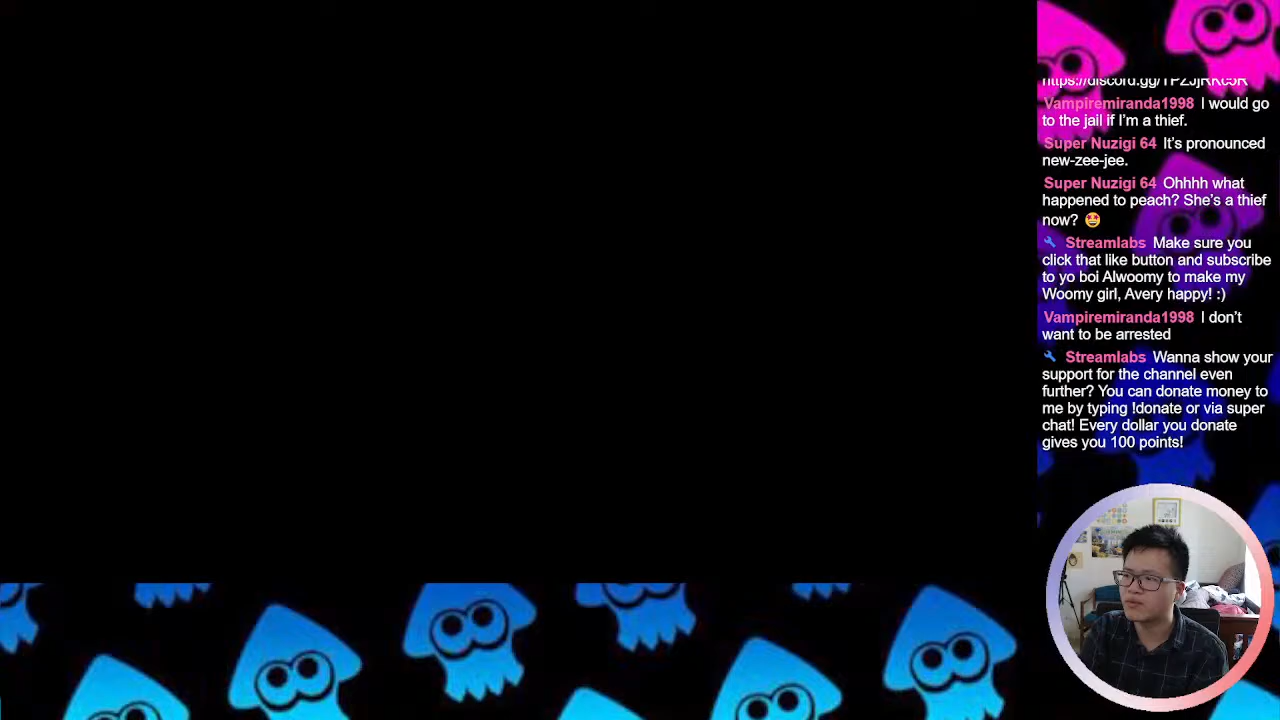 Vampiremiranda1998 I would go
to the jail if I'm a thief.
Super Nuzigi 64 It's pronounced
new-zee-jee.
Super Nuzigi 64 Ohhhh what
happened to peach? She's a thief
now? 🤩
Streamlabs Make sure you
click that like button and subscribe
to yo boi Alwoomy to make my
Woomy girl, Avery happy! :)
Vampiremiranda1998 I don't
want to be arrested
Streamlabs Wanna show your
support for the channel even
further? You can donate money to
me by typing !donate or via super
chat! Every dollar you donate
gives you 100 points!